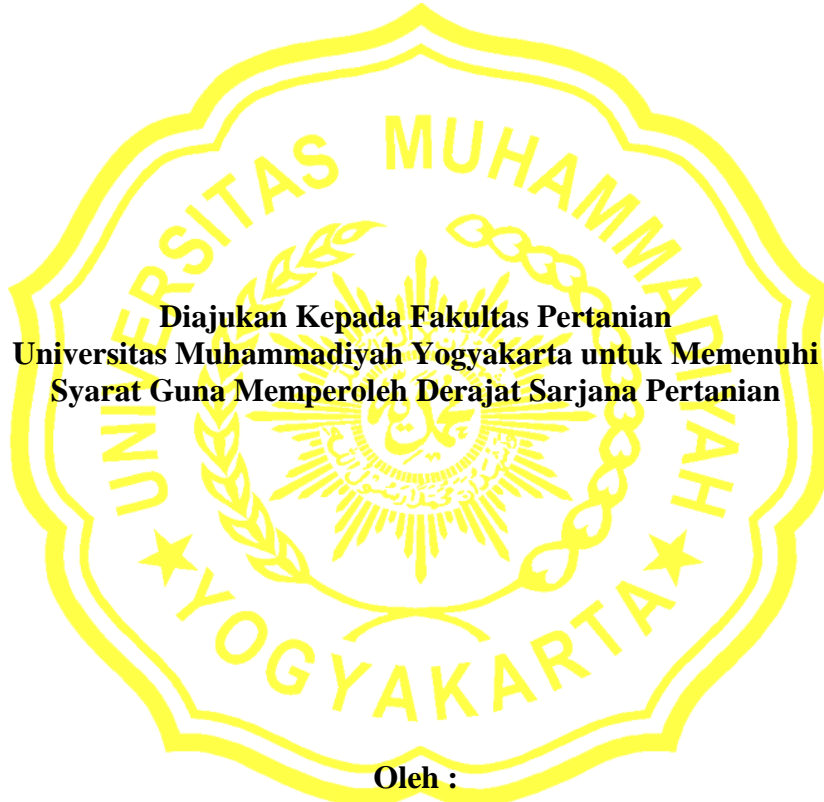 UNIVERSITAS MUHAMMADIYAH
Diajukan Kepada Fakultas Pertanian
Universitas Muhammadiyah Yogyakarta untuk Memenuhi
Syarat Guna Memperoleh Derajat Sarjana Pertanian
YOGYAKARTA
Oleh :